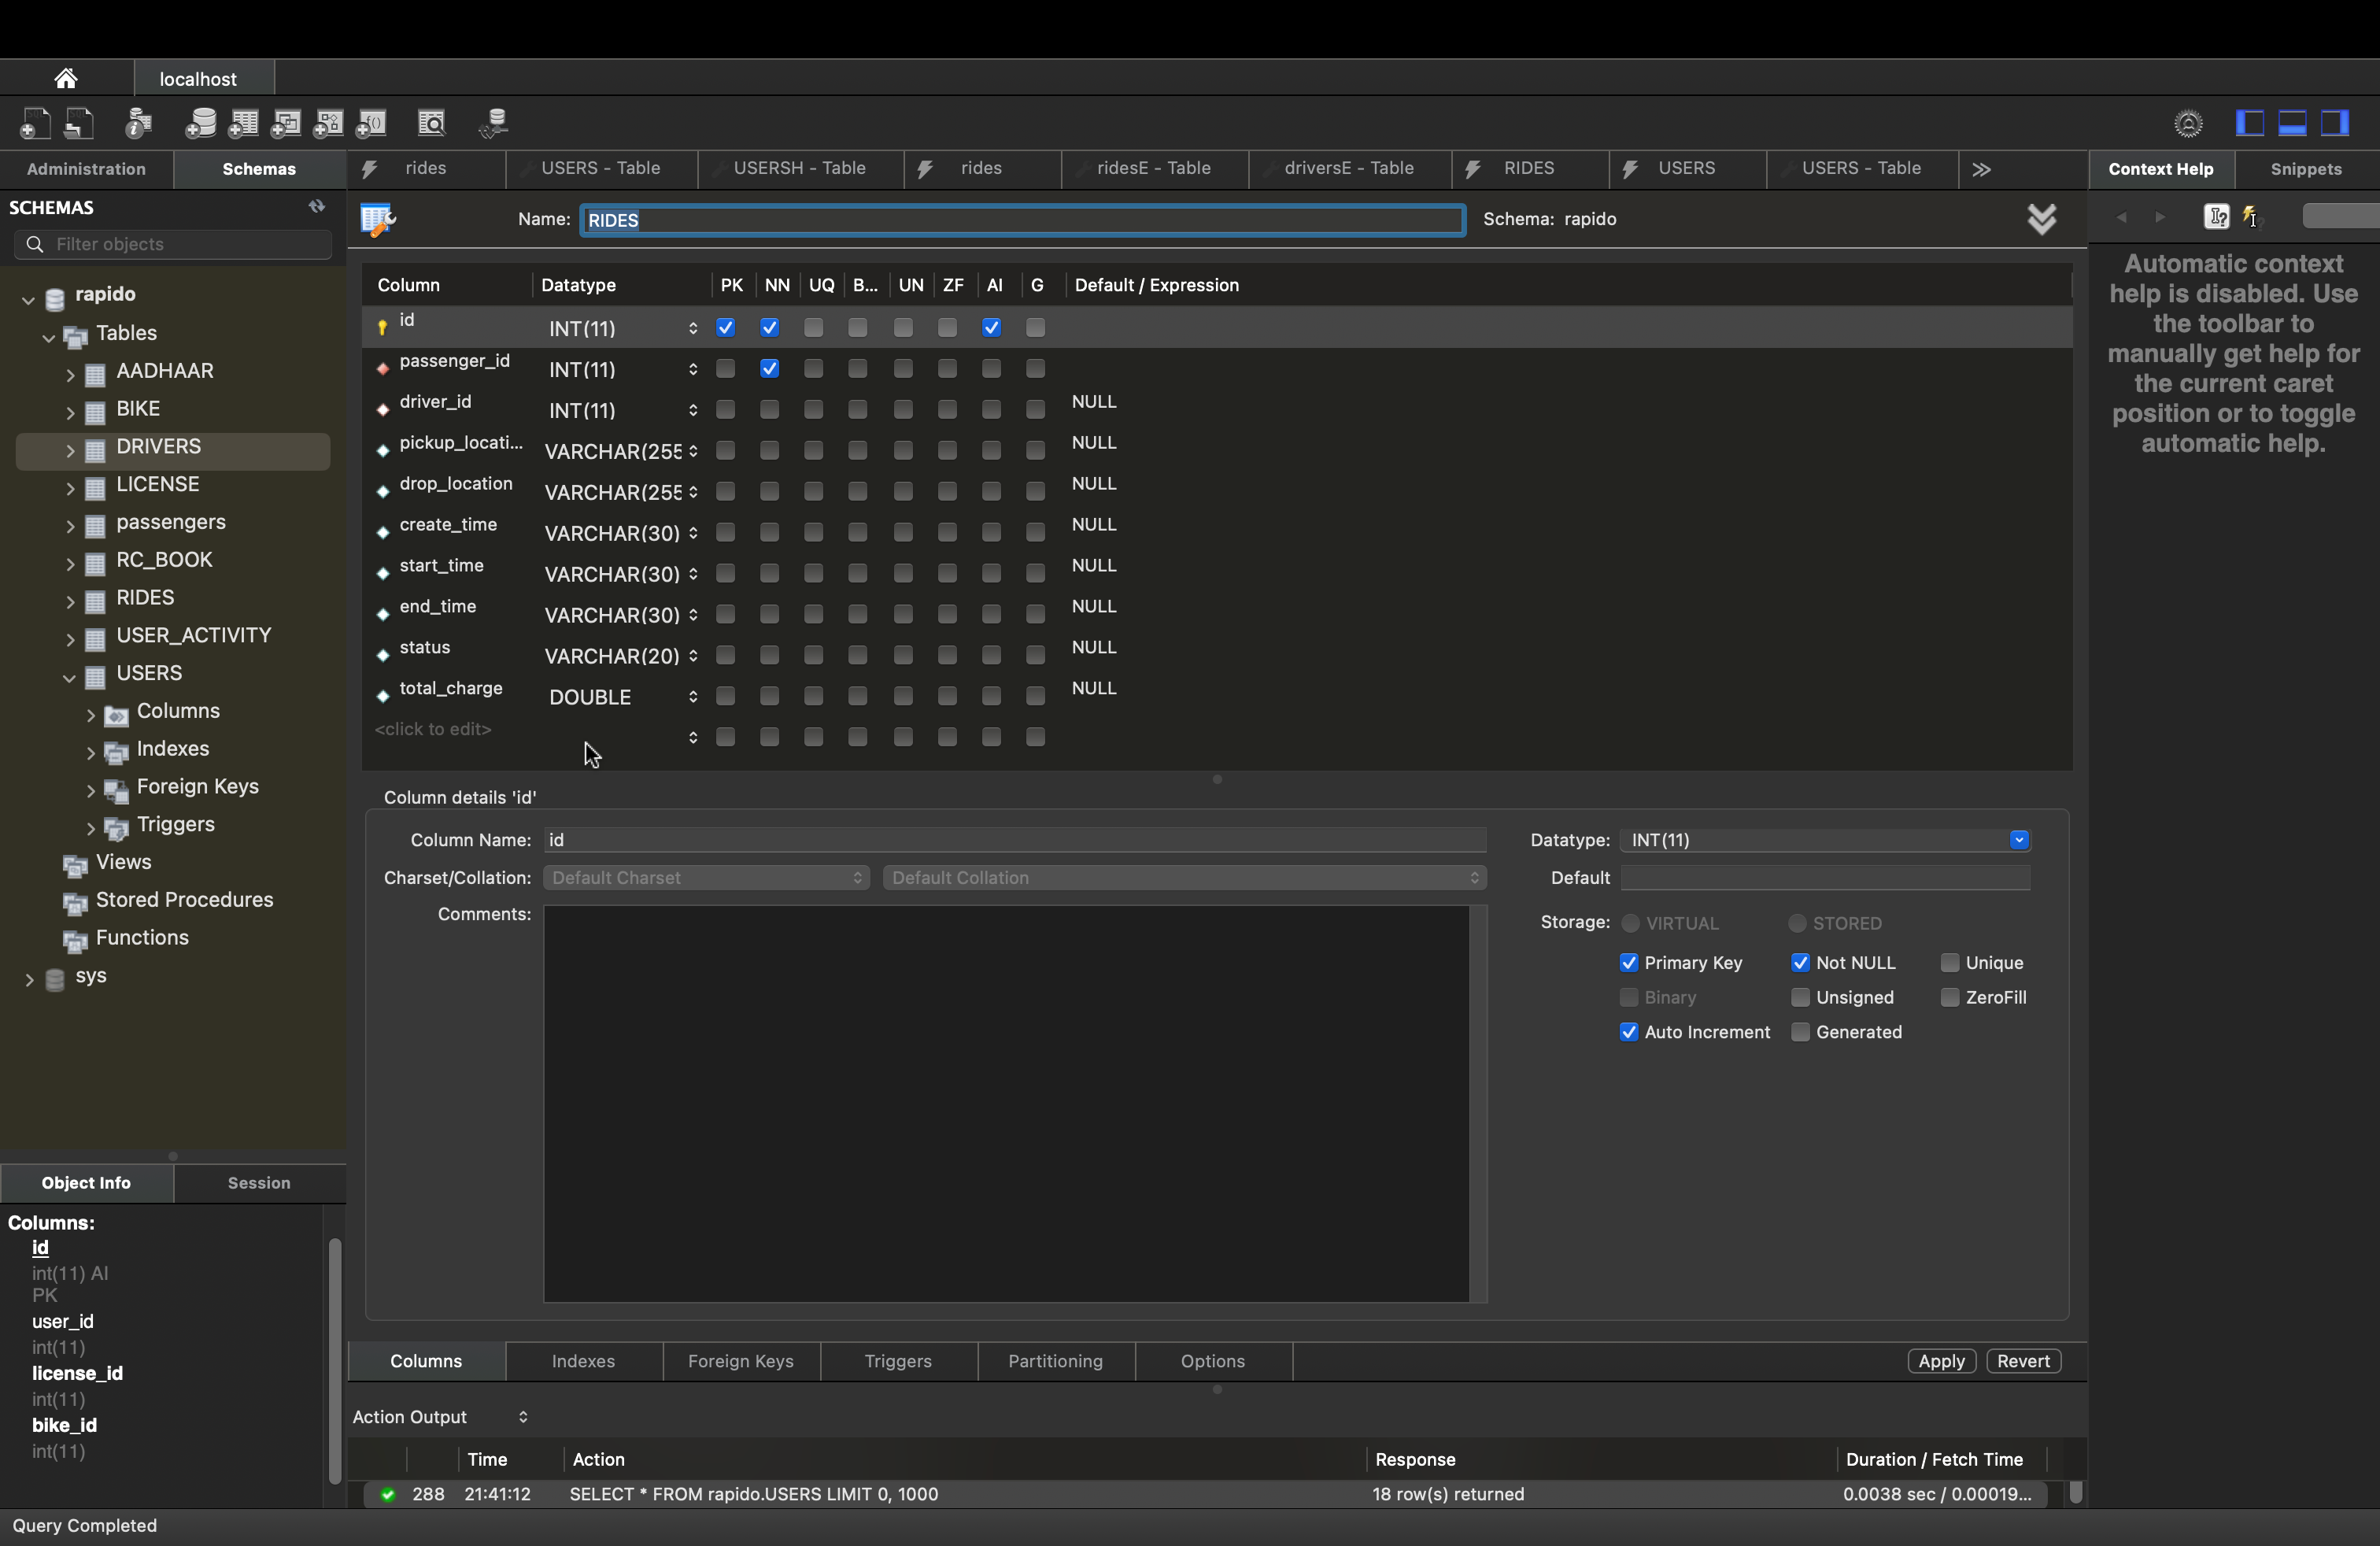 localhost
Administration
Schemas
rides
USERS - Table
USERSH - Table
rides
ridesE - Table
driversE - Table
RIDES
USERS
USERS - Table
Context Help
Snippets
SCHEMAS
Filter objects
Name: RIDES
Schema: rapido
rapido
Tables
AADHAAR
BIKE
DRIVERS
LICENSE
passengers
RC_BOOK
RIDES
USER_ACTIVITY
USERS
Columns
Indexes
Foreign Keys
Triggers
Views
Stored Procedures
Functions
sys
Column Datatype PK NN UQ B... UN ZF AI G Default / Expression
id INT(11)
passenger_id INT(11)
driver_id INT(11) NULL
pickup_locati... VARCHAR(255 NULL
drop_location VARCHAR(255 NULL
create_time VARCHAR(30) NULL
start_time VARCHAR(30) NULL
end_time VARCHAR(30) NULL
status VARCHAR(20) NULL
total_charge DOUBLE NULL
<click to edit>
Automatic context
help is disabled. Use
the toolbar to
manually get help for
the current caret
position or to toggle
automatic help.
Column details 'id'
Column Name: id
Datatype: INT(11)
Charset/Collation: Default Charset Default Collation
Default
Comments:
Storage: VIRTUAL STORED
Primary Key Not NULL Unique
Binary Unsigned ZeroFill
Auto Increment Generated
Object Info
Session
Columns:
id
int(11) AI
PK
user_id
int(11)
license_id
int(11)
bike_id
int(11)
Columns Indexes Foreign Keys Triggers Partitioning Options
Apply Revert
Action Output
Time Action Response Duration / Fetch Time
288 21:41:12 SELECT * FROM rapido.USERS LIMIT 0, 1000 18 row(s) returned 0.0038 sec / 0.00019...
Query Completed